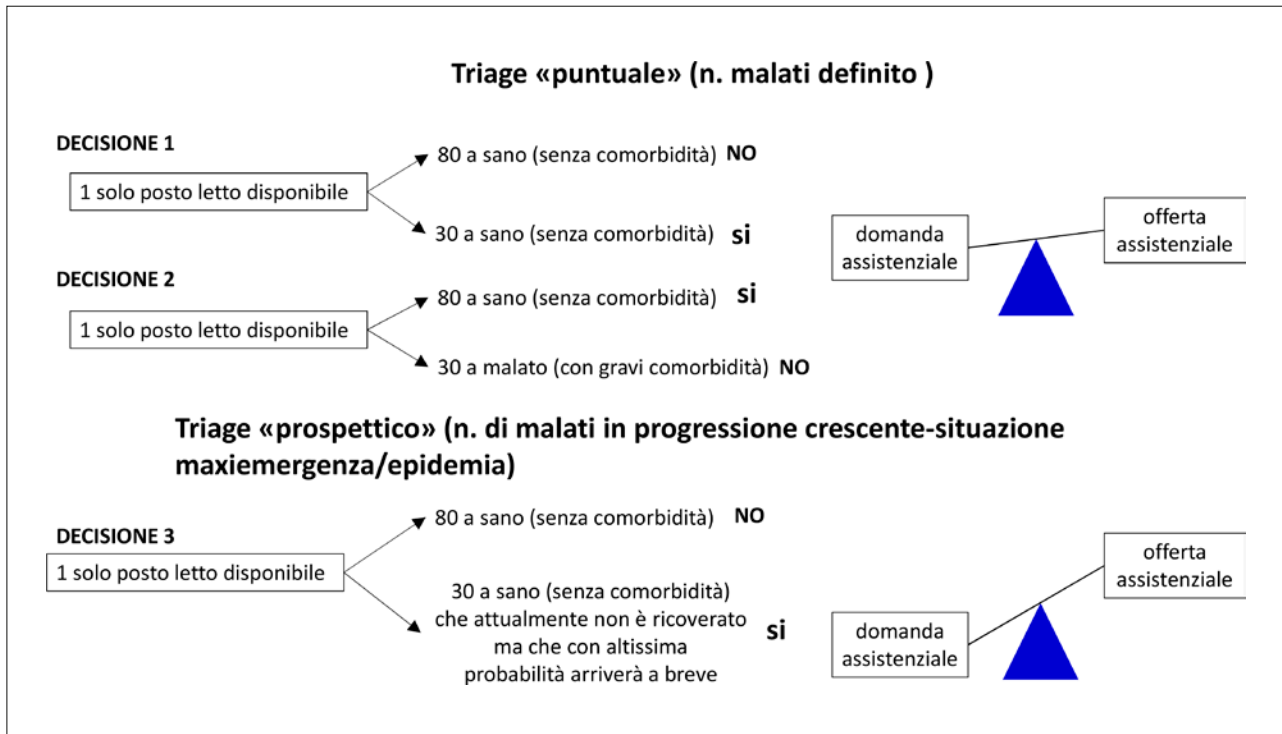 Triage «puntuale» (n. malati definito )
DECISIONE 1
1 solo posto letto disponibile
80 a sano (senza comorbidità) NO
30 a sano (senza comorbidità) si
domanda
assistenziale
offerta
assistenziale
DECISIONE 2
1 solo posto letto disponibile
80 a sano (senza comorbidità) si
30 a malato (con gravi comorbidità) NO
Triage «prospettico» (n. di malati in progressione crescente-situazione
maxiemergenza/epidemia)
DECISIONE 3
1 solo posto letto disponibile
80 a sano (senza comorbidità) NO
30 a sano (senza comorbidità)
che attualmente non è ricoverato
ma che con altissima
probabilità arriverà a breve
si
domanda
assistenziale
offerta
assistenziale